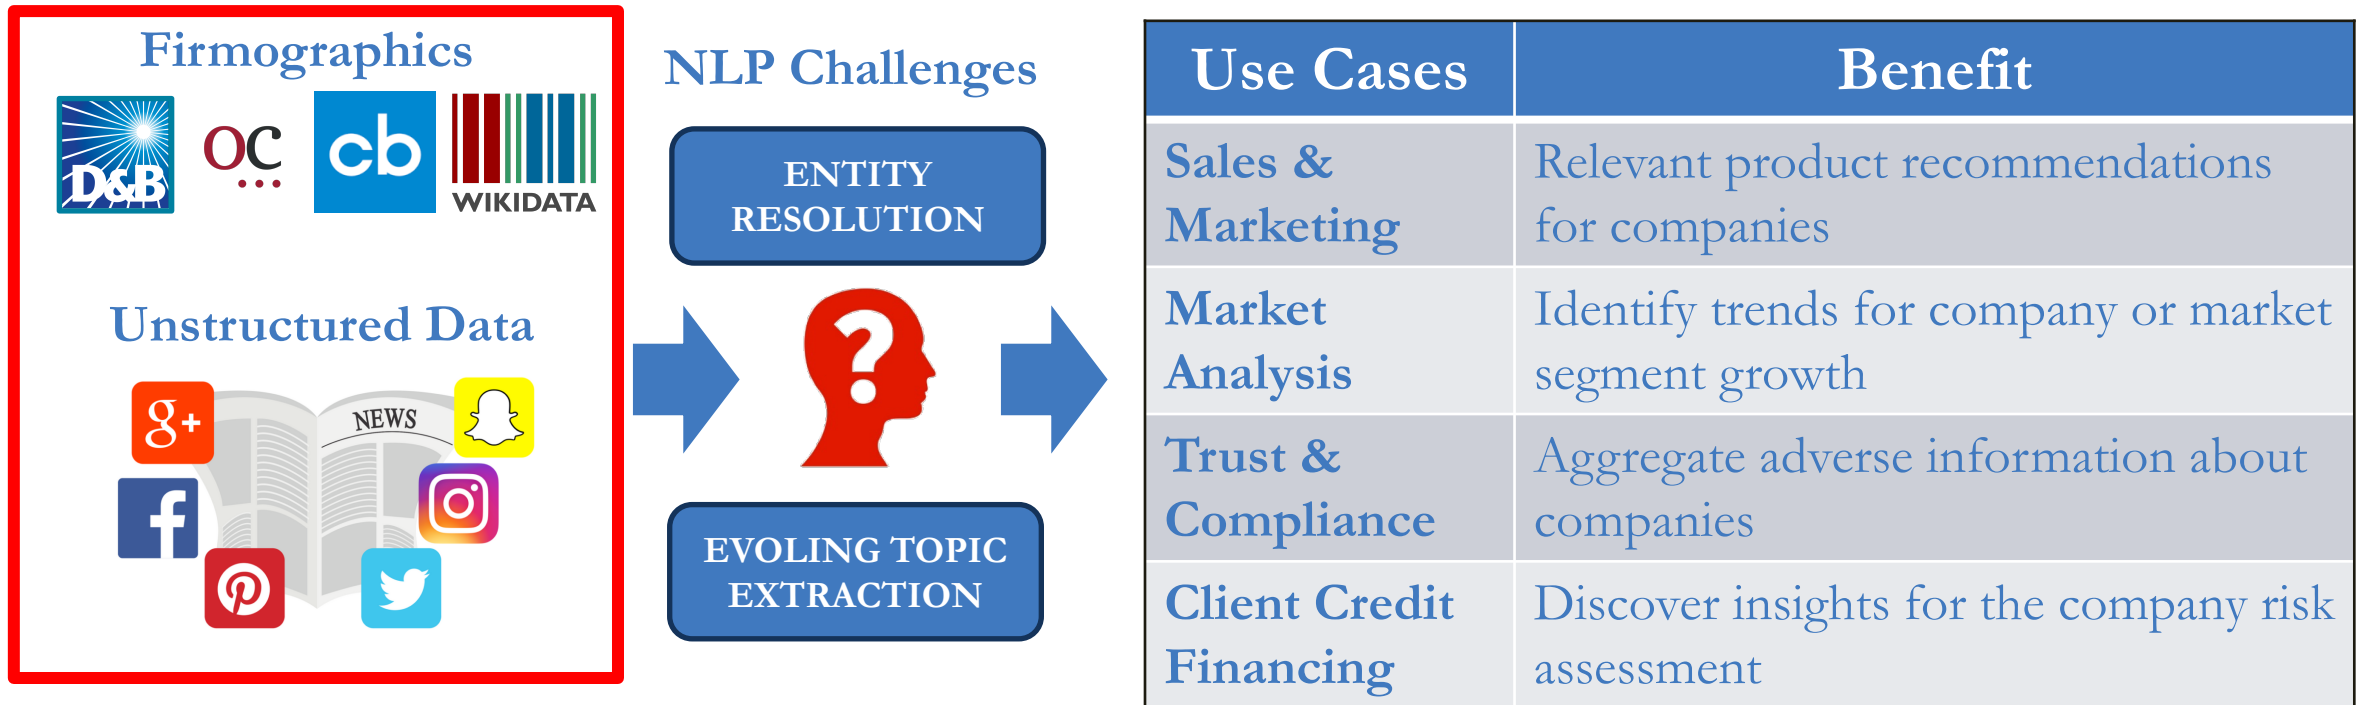 Firmographics
D&B
oc
cb
WIKIDATA
Unstructured Data
g+
NEWS
f
NLP Challenges
ENTITY
RESOLUTION
?
EVOLING TOPIC
EXTRACTION
Use Cases Benefit
Sales &
Marketing
Relevant product recommendations
for companies
Market
Analysis
Identify trends for company or market
segment growth
Trust &
Compliance
Aggregate adverse information about
companies
Client Credit
Financing
Discover insights for the company risk
assessment